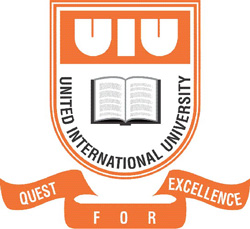 UIU
UNITED INTERNATIONAL UNIVERSITY
QUEST FOR EXCELLENCE